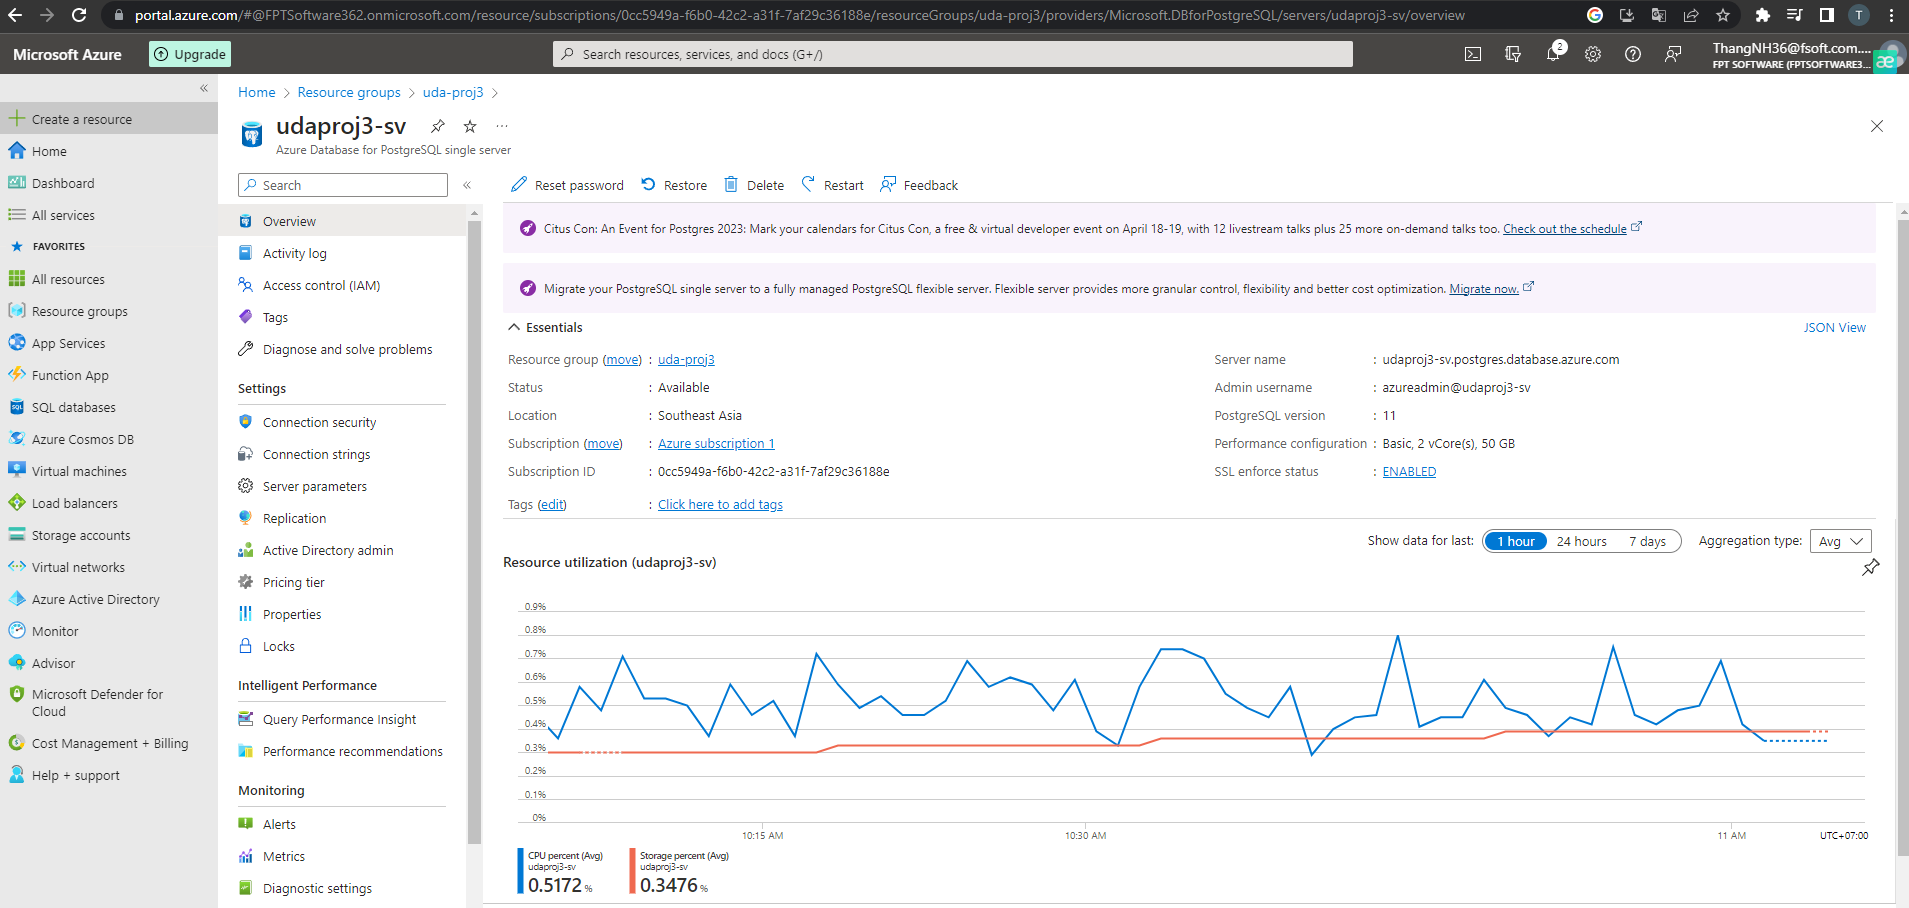 portal.azure.com/#@FPTSoftware362.onmicrosoft.com/resource/subscriptions/0cc5949a-f6b0-42c2-a31f-7af29c36188e/resourceGroups/uda-proj3/providers/Microsoft.DBforPostgreSQL/servers/udaproj3-sv/overview
T
Microsoft Azure
Upgrade
Search resources, services, and docs (G+/)
2
ThangNH36@fsoft.com....
FPT SOFTWARE (FPTSOFTWARE3...
æ
«
Create a resource
Home
Dashboard
All services
FAVORITES
All resources
Resource groups
App Services
Function App
SQL databases
Azure Cosmos DB
Virtual machines
Load balancers
Storage accounts
Virtual networks
Azure Active Directory
Monitor
Advisor
Microsoft Defender for
Cloud
Cost Management + Billing
Help + support
Home > Resource groups > uda-proj3 >
udaproj3-sv
...
Azure Database for PostgreSQL single server
Search
«
Overview
Activity log
Access control (IAM)
Tags
Diagnose and solve problems
Settings
Connection security
Connection strings
Server parameters
Replication
Active Directory admin
Pricing tier
Properties
Locks
Intelligent Performance
Query Performance Insight
Performance recommendations
Monitoring
Alerts
Metrics
Diagnostic settings
Reset password Restore Delete Restart Feedback
Citus Con: An Event for Postgres 2023: Mark your calendars for Citus Con, a free & virtual developer event on April 18-19, with 12 livestream talks plus 25 more on-demand talks too. Check out the schedule
Migrate your PostgreSQL single server to a fully managed PostgreSQL flexible server. Flexible server provides more granular control, flexibility and better cost optimization. Migrate now.
Essentials
JSON View
Resource group (move) : uda-proj3
Status : Available
Location : Southeast Asia
Subscription (move) : Azure subscription 1
Subscription ID : 0cc5949a-f6b0-42c2-a31f-7af29c36188e
Tags (edit) : Click here to add tags
Server name : udaproj3-sv.postgres.database.azure.com
Admin username : azureadmin@udaproj3-sv
PostgreSQL version : 11
Performance configuration : Basic, 2 vCore(s), 50 GB
SSL enforce status : ENABLED
Show data for last: 1 hour 24 hours 7 days Aggregation type: Avg
Resource utilization (udaproj3-sv)
0.9%
0.8%
0.7%
0.6%
0.5%
0.4%
0.3%
0.2%
0.1%
0%
10:15 AM 10:30 AM 11 AM UTC+07:00
CPU percent (Avg)
udaproj3-sv
0.5172 %
Storage percent (Avg)
udaproj3-sv
0.3476 %